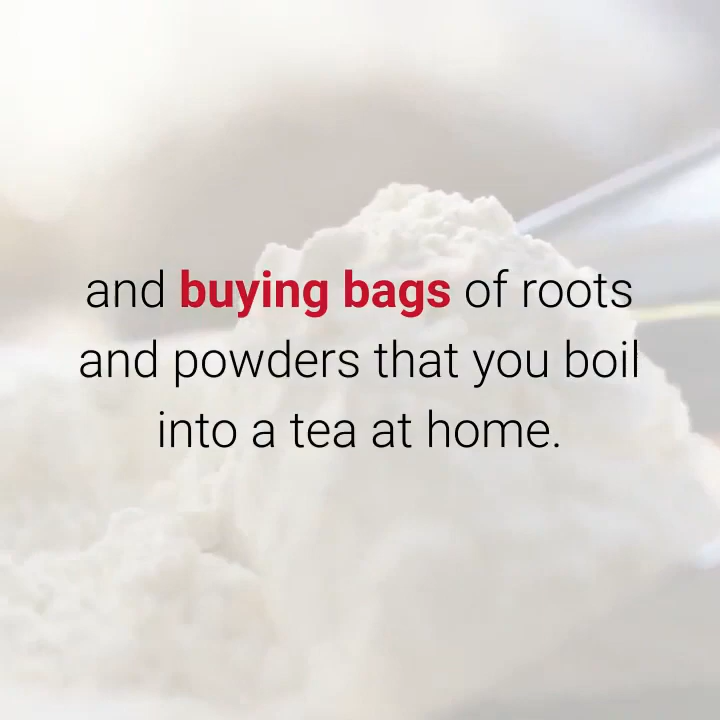 and buying bags of roots
and powders that you boil
into a tea at home.